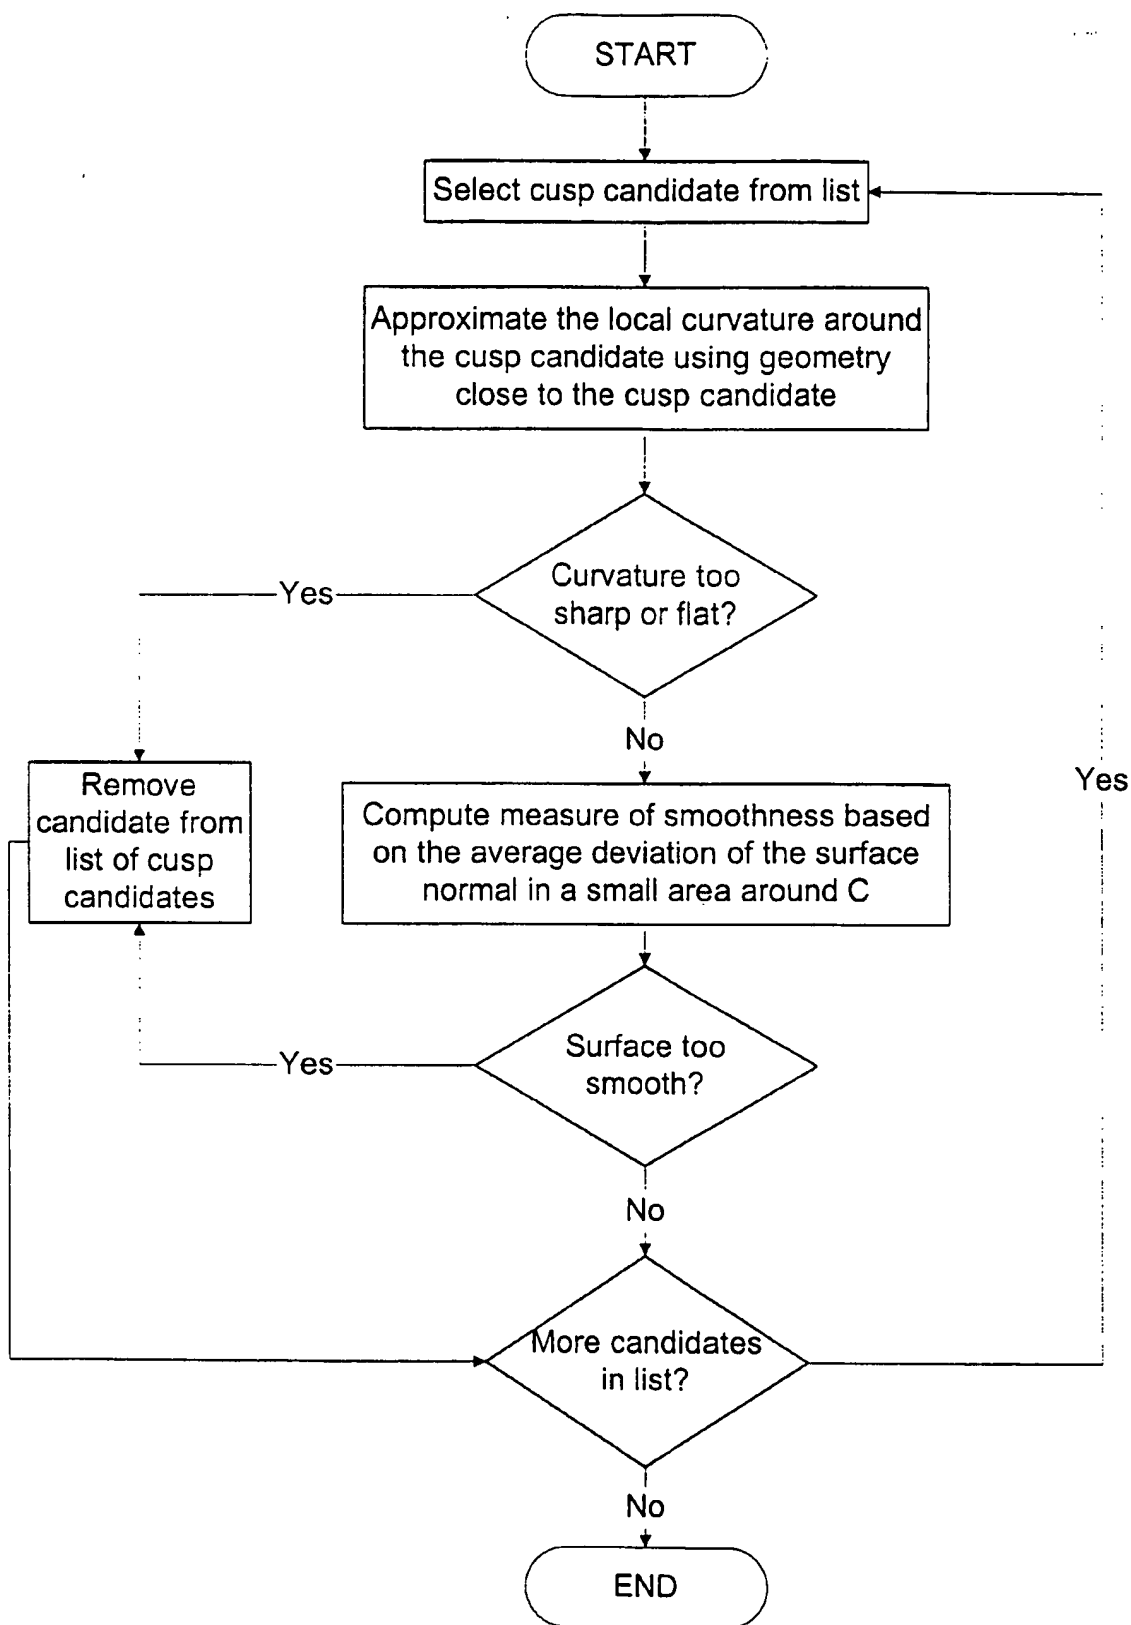 START
Select cusp candidate from list
Approximate the local curvature around
the cusp candidate using geometry
close to the cusp candidate
Curvature too
sharp or flat?
Yes
No
Remove
candidate from
list of cusp
candidates
Compute measure of smoothness based
on the average deviation of the surface
normal in a small area around C
Yes
Surface too
smooth?
Yes
No
More candidates
in list?
No
END